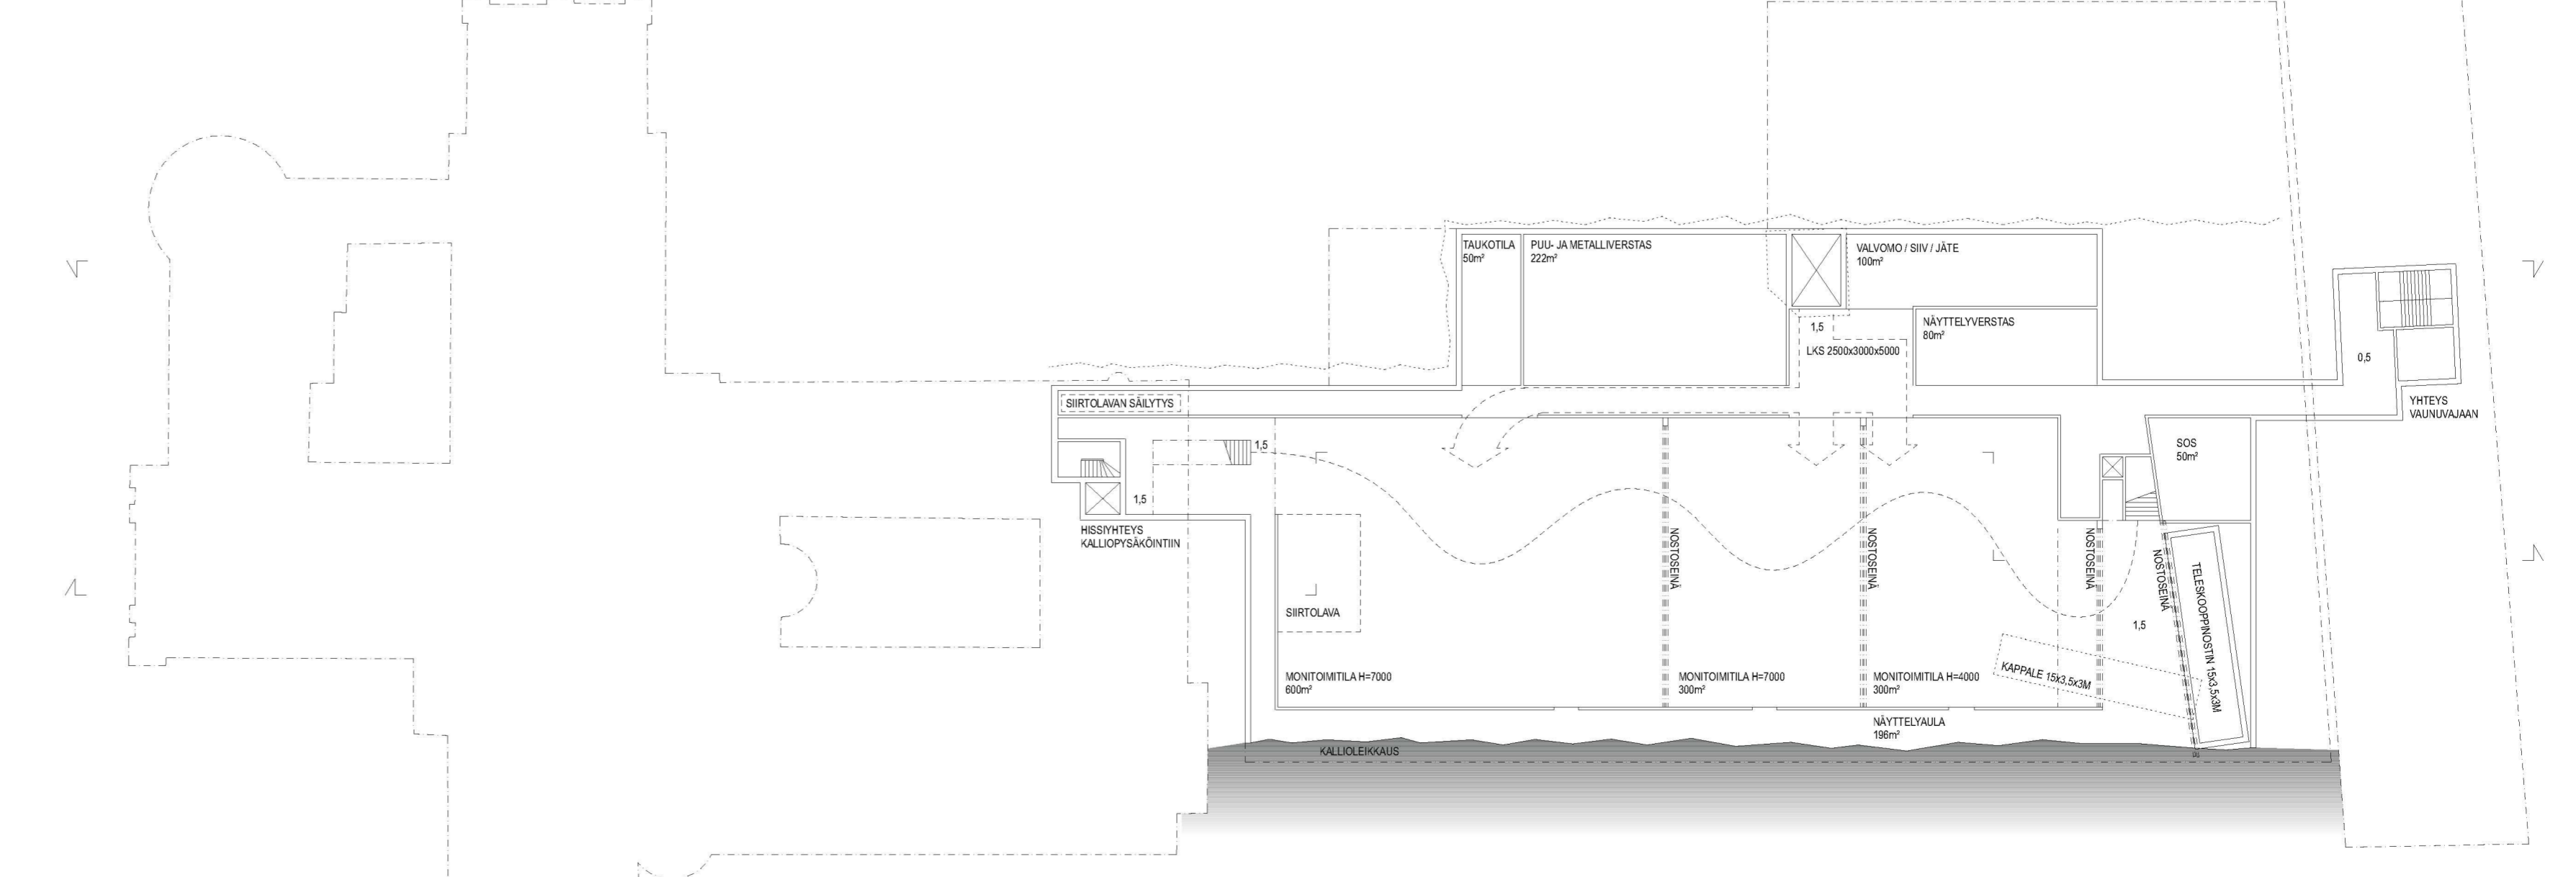 TAUKOTILA
50m²
PUU- JA METALLIVERSTAS
222m²
VALVOMO / SIIV / JÄTE
100m²
NÄYTTELYVERSTAS
80m²
1,5
LKS 2500x3000x5000
0,5
YHTEYS
VAUNUVAJAAN
SIIRTOLAVAN SÄILYTYS
1,5
SOS
50m²
1,5
HISSIYHTEYS
KALLIOPYSÄKÖINTIIN
NOSTOSEINÄ
NOSTOSEINÄ
NOSTOSEINÄ
NOSTOSEINÄ
TELESKOOPPINOSTIN 15x3,5x3M
SIIRTOLAVA
1,5
KAPPALE 15x3,5x3M
MONITOIMITILA H=7000
600m²
MONITOIMITILA H=7000
300m²
MONITOIMITILA H=4000
300m²
NÄYTTELYAULA
196m²
KALLIOLEIKKAUS